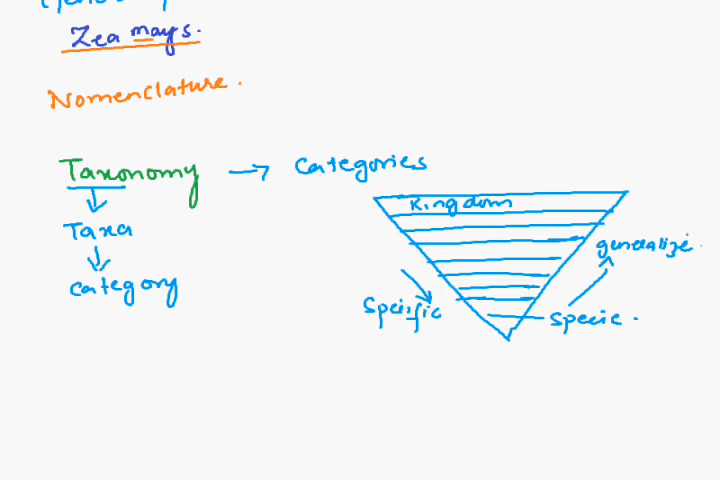 Zea mays.
Nomenclature.
Taxonomy → Categories
Taxa
Category
Kingdom
generalize.
Specific
Specie.